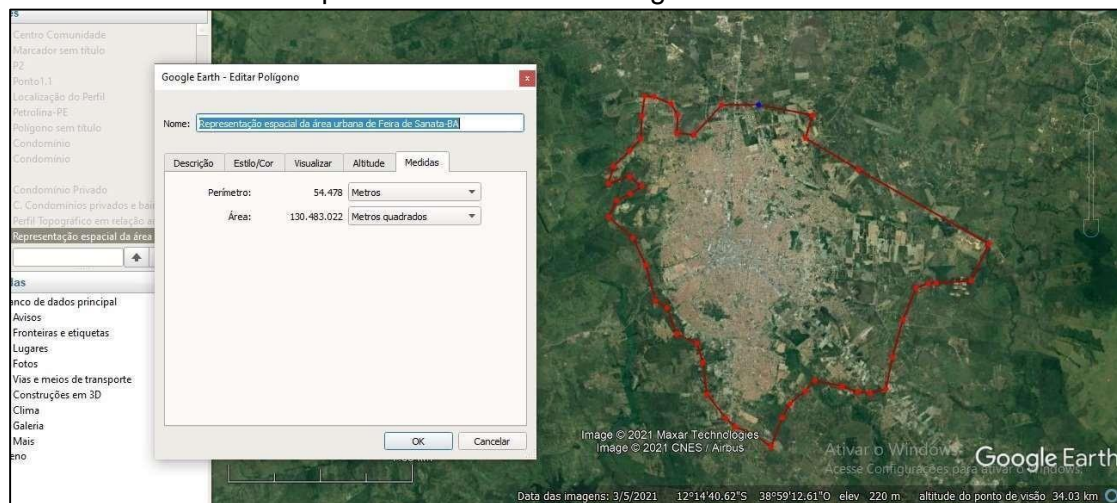 es
Centro Comunidade
Marcador sem título
P2
Ponto1.1
Localização do Perfil
Petrolina-PE
Polígono sem título
Condomínio
Condomínio
Condomínio Privado
C. Condomínios privados e bai
Perfil Topográfico em relação a
Representação espacial da área
las
anco de dados principal
Avisos
Fronteiras e etiquetas
Lugares
Fotos
Vias e meios de transporte
Construções em 3D
Clima
Galeria
Mais
eno
Google Earth - Editar Polígono
x
Nome: Representação espacial da área urbana de Feira de Sanata-BA
Descrição Estilo/Cor Visualizar Altitude Medidas
Perímetro: 54.478 Metros
Área: 130.483.022 Metros quadrados
OK Cancelar
Image © 2021 Maxar Technologies
Image © 2021 CNES / Airbus
Ativar o Windows
Acesse Configurações para ativar o Windows.
Google Earth
Data das imagens: 3/5/2021 12°14'40.62"S 38°59'12.61"O elev 220 m altitude do ponto de visão 34.03 km